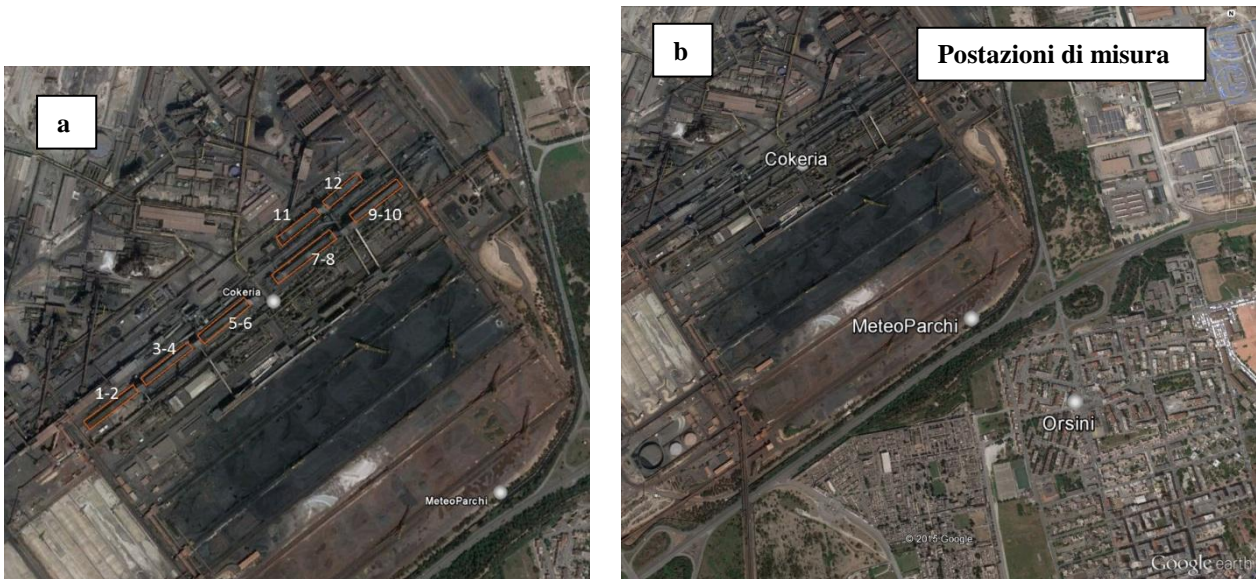 a
12
11
9-10
7-8
Cokeria
5-6
3-4
1-2
MeteoParchi
b
Postazioni di misura
N
Cokeria
MeteoParchi
Orsini
© 2015 Google
Google earth